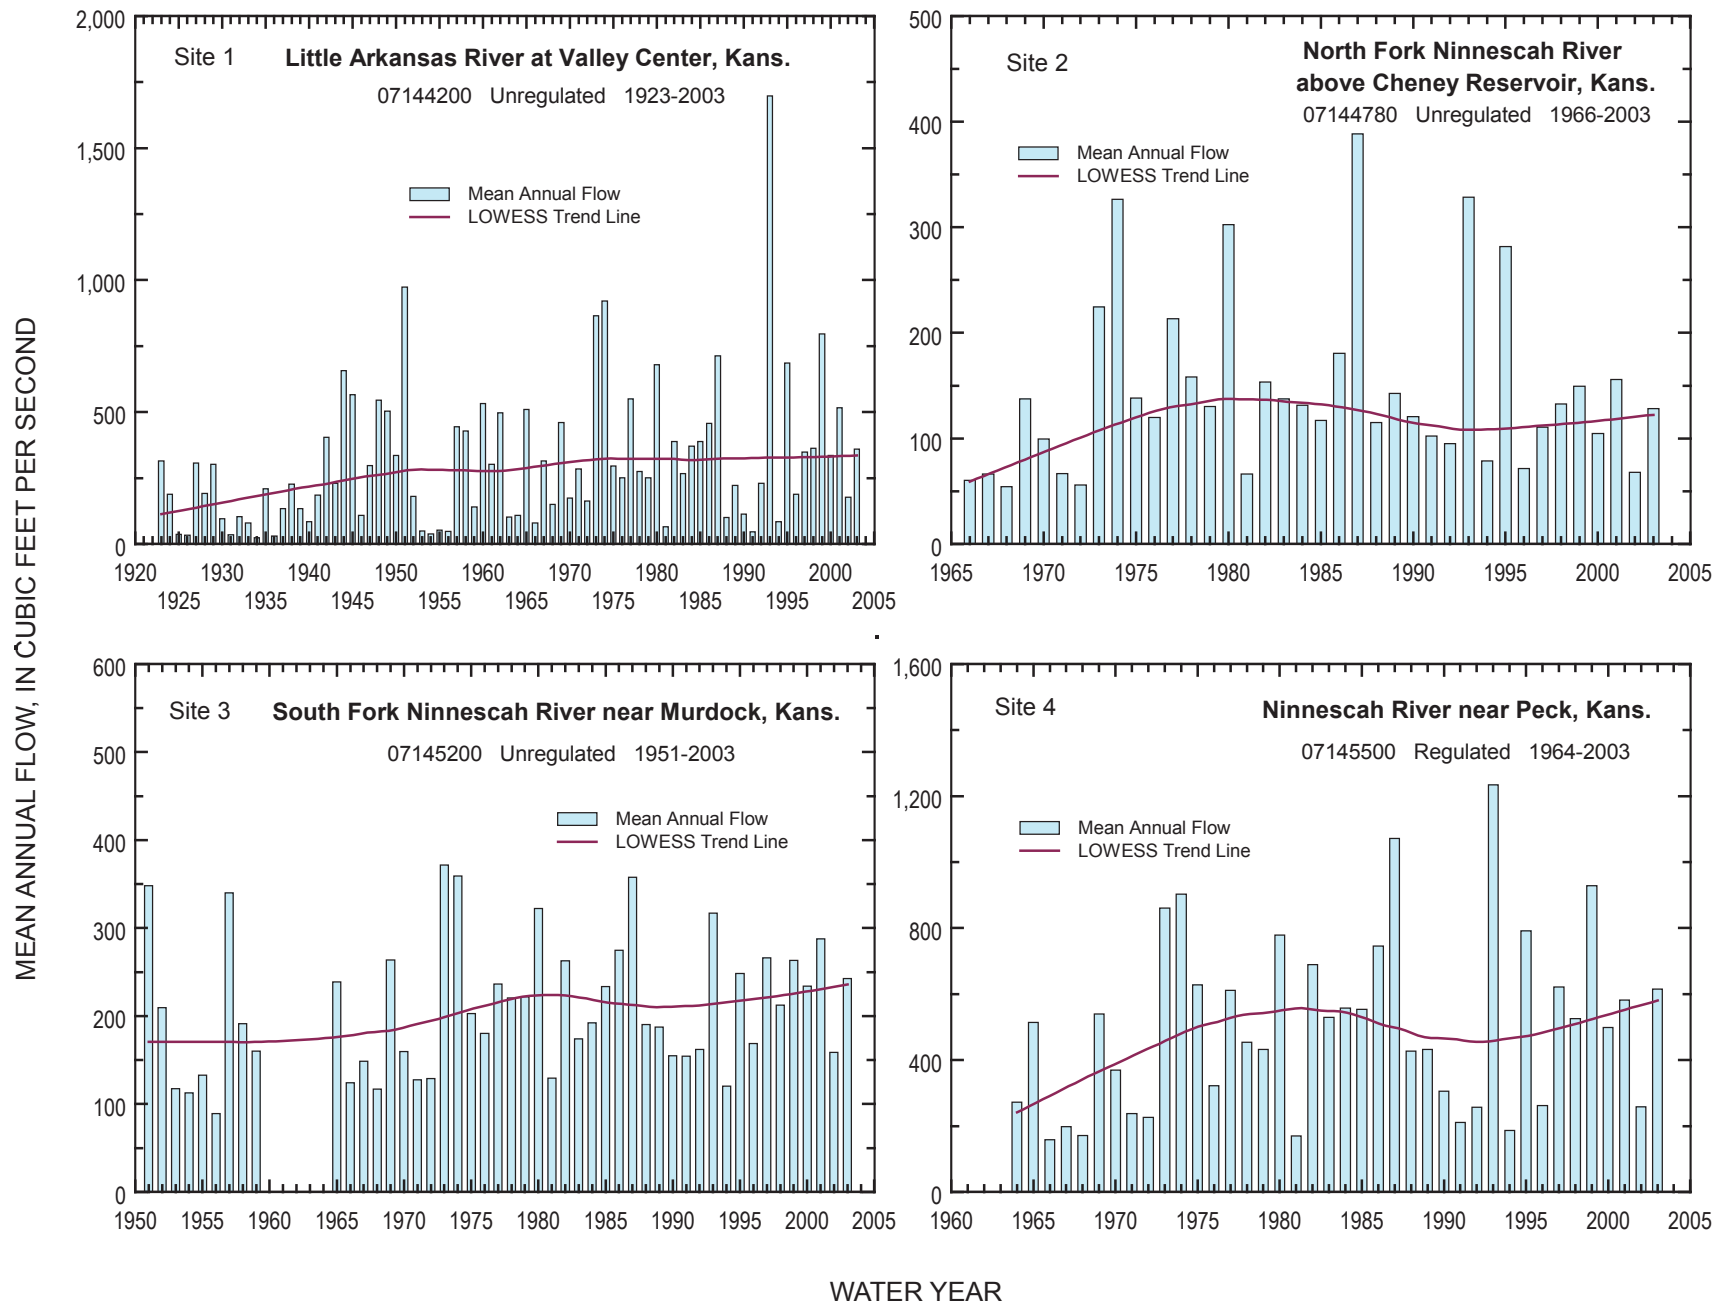 MEAN ANNUAL FLOW, IN CUBIC FEET PER SECOND
2,000
1,500
1,000
500
0
Site 1 Little Arkansas River at Valley Center, Kans.
07144200 Unregulated 1923-2003
Mean Annual Flow
LOWESS Trend Line
1920 1930 1940 1950 1960 1970 1980 1990 2000
1925 1935 1945 1955 1965 1975 1985 1995 2005
500
400
300
200
100
0
Site 2
North Fork Ninnescah River
above Cheney Reservoir, Kans.
07144780 Unregulated 1966-2003
Mean Annual Flow
LOWESS Trend Line
1965 1970 1975 1980 1985 1990 1995 2000 2005
600
500
400
300
200
100
0
Site 3 South Fork Ninnescah River near Murdock, Kans.
07145200 Unregulated 1951-2003
Mean Annual Flow
LOWESS Trend Line
1950 1955 1960 1965 1970 1975 1980 1985 1990 1995 2000 2005
1,600
1,200
800
400
0
Site 4 Ninnescah River near Peck, Kans.
07145500 Regulated 1964-2003
Mean Annual Flow
LOWESS Trend Line
1960 1965 1970 1975 1980 1985 1990 1995 2000 2005
WATER YEAR